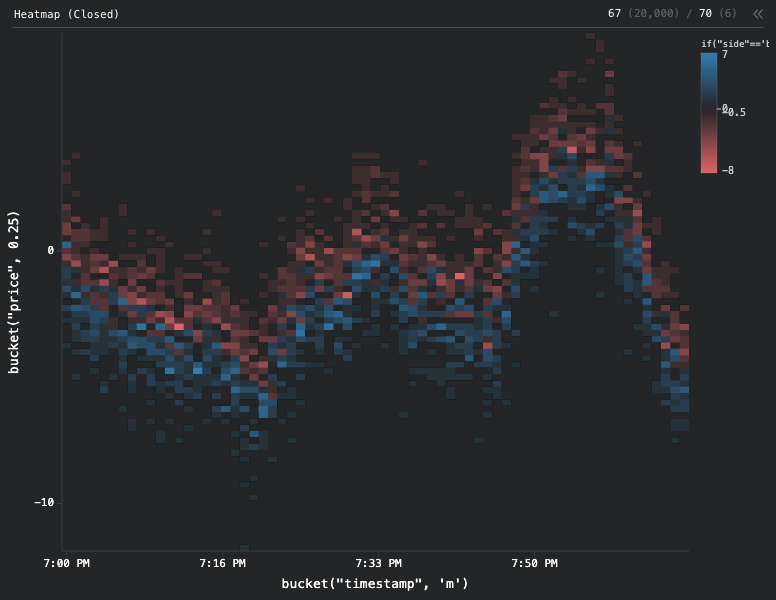 Heatmap (Closed)
67 (20,000) / 70 (6)
if("side"=='b
7
0
-0.5
-8
bucket("price", 0.25)
0
-10
7:00 PM
7:16 PM
7:33 PM
7:50 PM
bucket("timestamp", 'm')